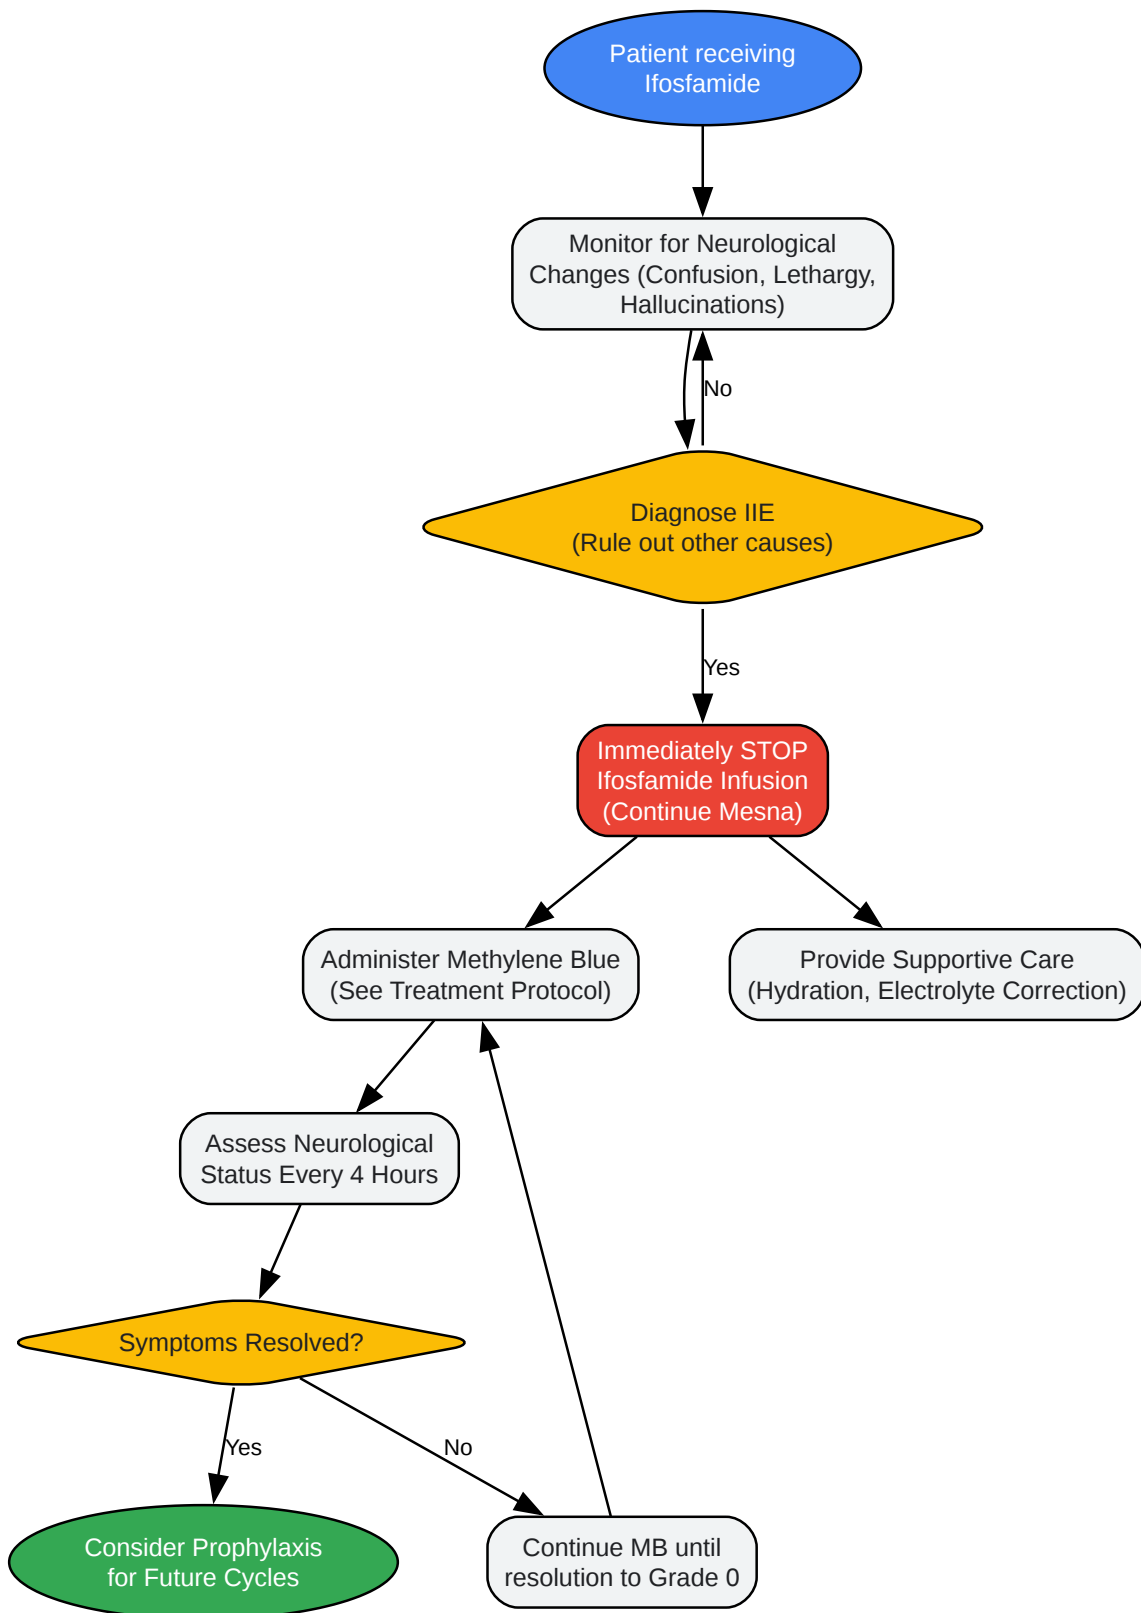 Patient receiving
Ifosfamide
Monitor for Neurological
Changes (Confusion, Lethargy,
Hallucinations)
No
Diagnose IIE
(Rule out other causes)
Yes
Immediately STOP
Ifosfamide Infusion
(Continue Mesna)
Administer Methylene Blue
(See Treatment Protocol)
Provide Supportive Care
(Hydration, Electrolyte Correction)
Assess Neurological
Status Every 4 Hours
Symptoms Resolved?
Yes
No
Consider Prophylaxis
for Future Cycles
Continue MB until
resolution to Grade 0